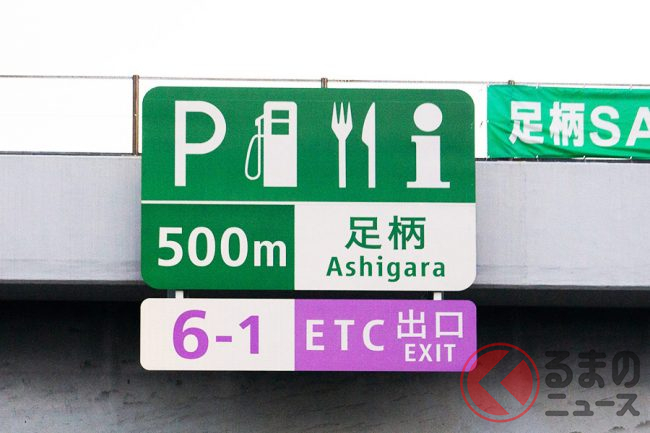 P
足柄SA
500m
足柄
Ashigara
6-1
ETC
出口
EXIT
くるまの
ニュース